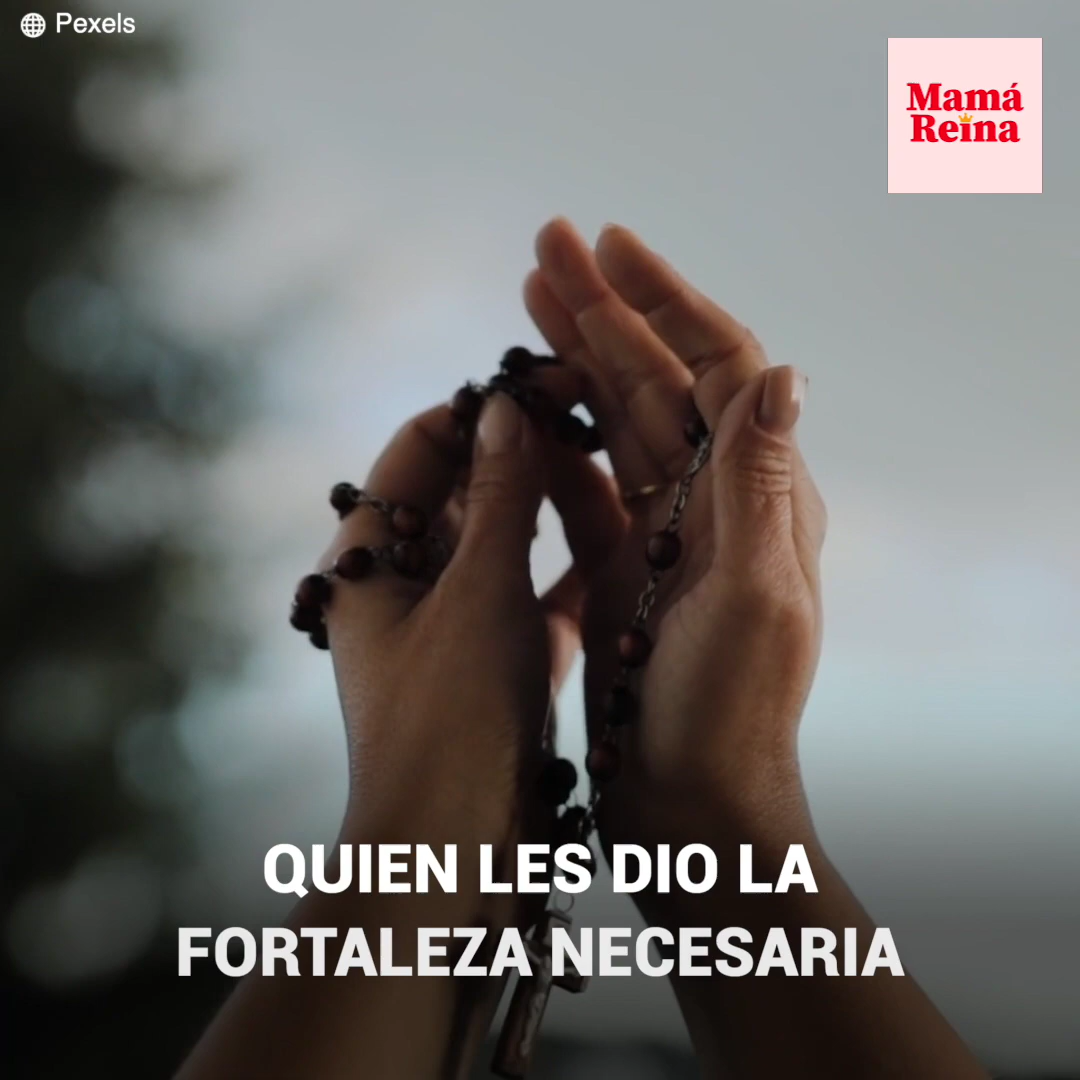 Pexels
Mamá
Reina
QUIEN LES DIO LA
FORTALEZA NECESARIA